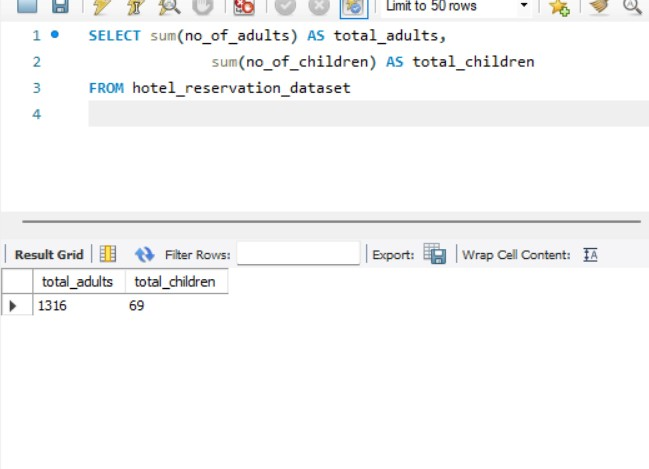 Limit to 50 rows
1 SELECT sum(no_of_adults) AS total_adults,
2 sum(no_of_children) AS total_children
3 FROM hotel_reservation_dataset
4
Result Grid Filter Rows: Export: Wrap Cell Content: IA
total_adults total_children
1316 69